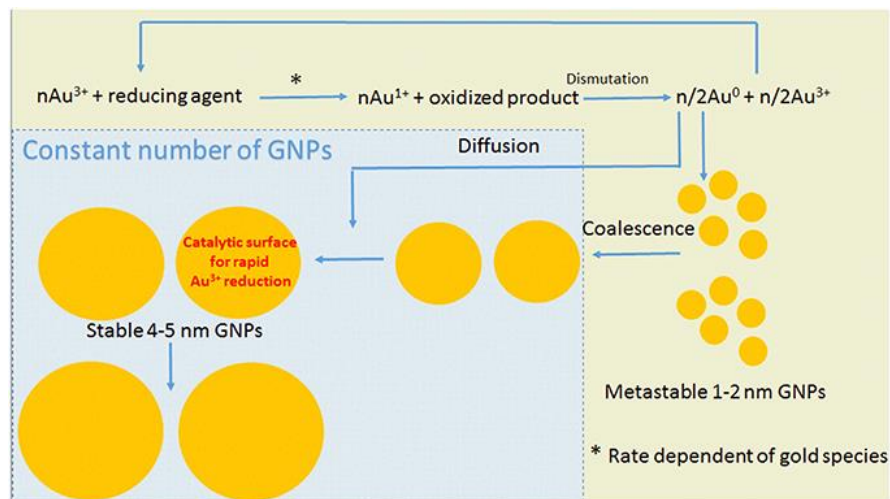 *
Dismutation
nAu³⁺ + reducing agent
nAu¹⁺ + oxidized product
n/2Au⁰ + n/2Au³⁺
Constant number of GNPs
Diffusion
Coalescence
Catalytic surface
for rapid
Au³⁺ reduction
Stable 4-5 nm GNPs
Metastable 1-2 nm GNPs
* Rate dependent of gold species